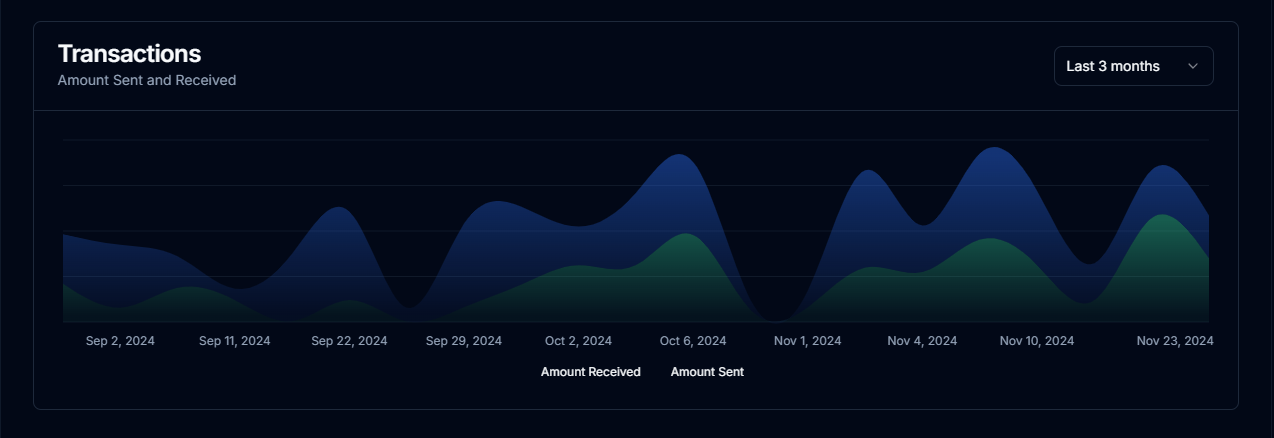 Transactions
Amount Sent and Received
Last 3 months
Sep 2, 2024 Sep 11, 2024 Sep 22, 2024 Sep 29, 2024 Oct 2, 2024 Oct 6, 2024 Nov 1, 2024 Nov 4, 2024 Nov 10, 2024 Nov 23, 2024
Amount Received Amount Sent